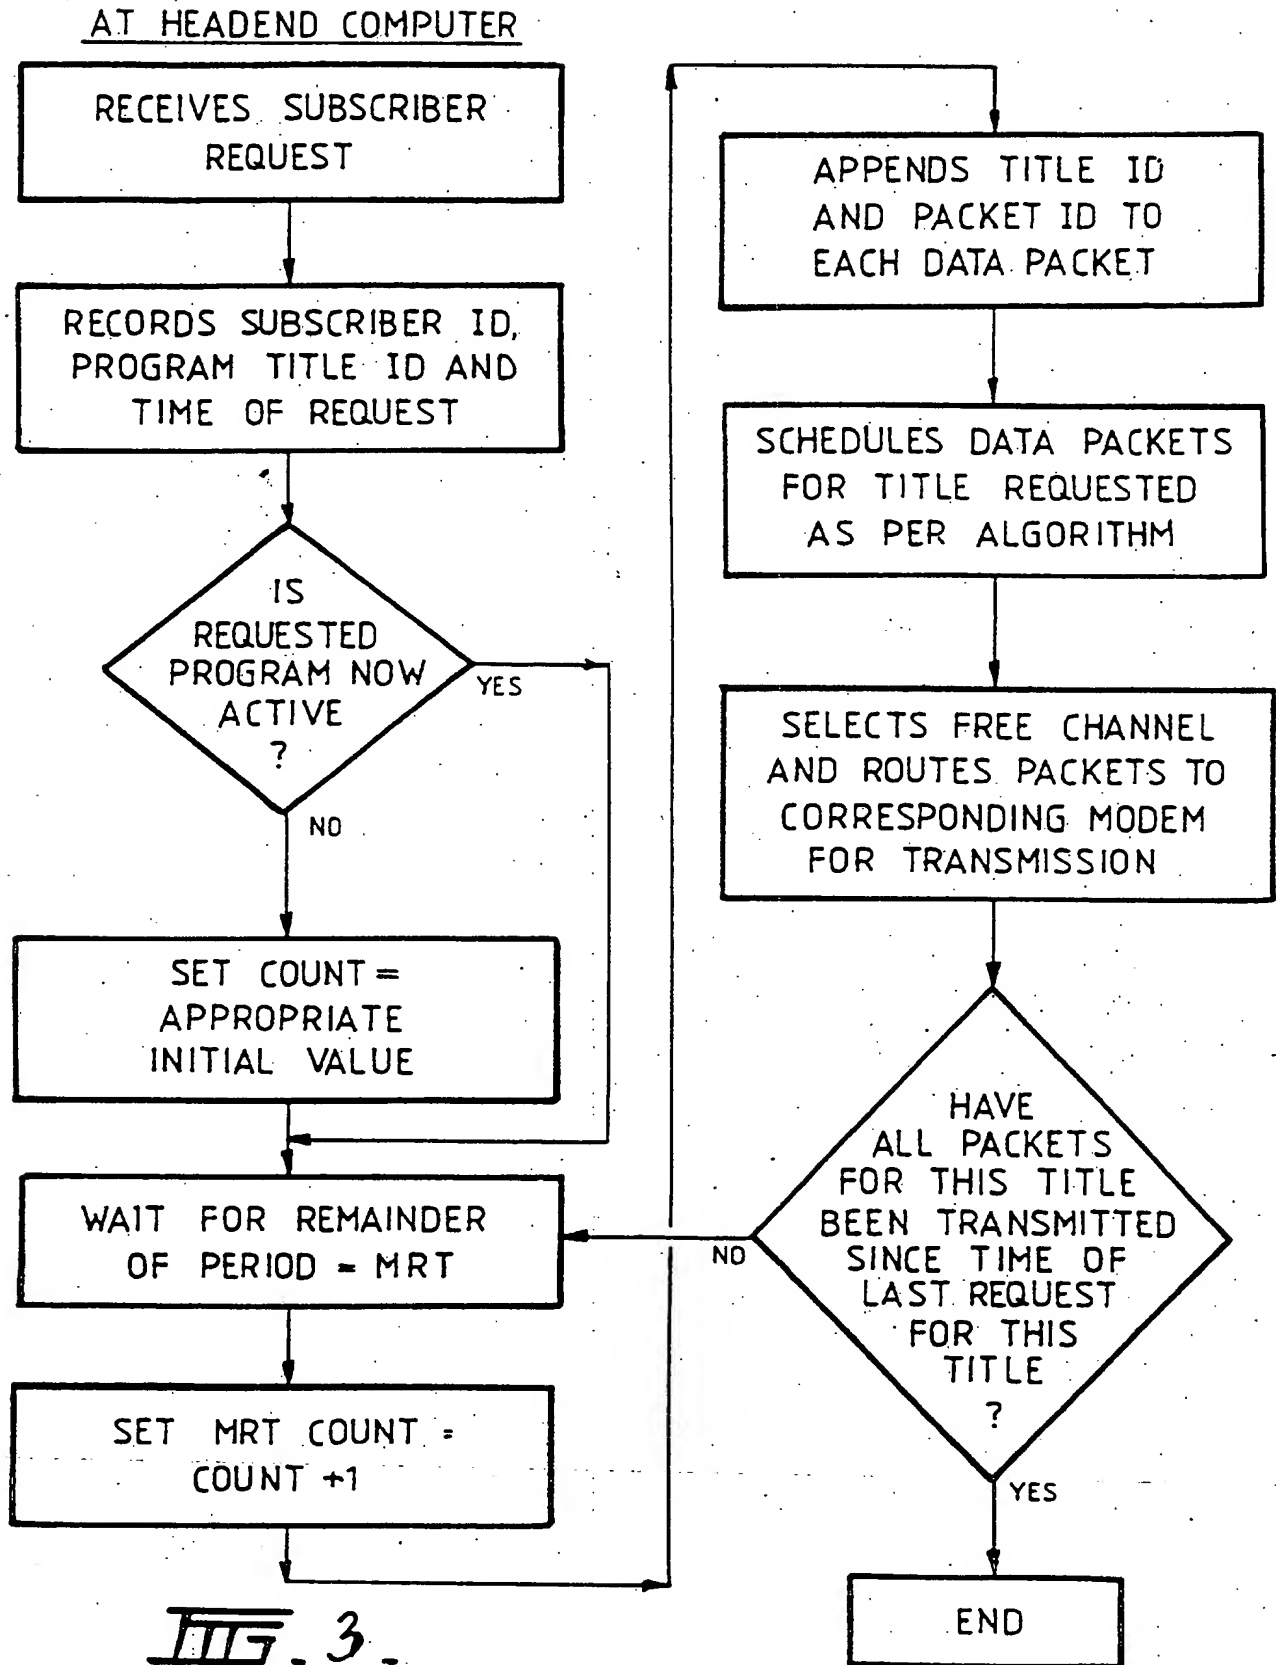 AT HEADEND COMPUTER
RECEIVES SUBSCRIBER
REQUEST
RECORDS SUBSCRIBER ID,
PROGRAM TITLE ID AND
TIME OF REQUEST
IS
REQUESTED
PROGRAM NOW
ACTIVE
?
YES
NO
SET COUNT =
APPROPRIATE
INITIAL VALUE
WAIT FOR REMAINDER
OF PERIOD = MRT
SET MRT COUNT =
COUNT +1
APPENDS TITLE ID
AND PACKET ID TO
EACH DATA PACKET
SCHEDULES DATA PACKETS
FOR TITLE REQUESTED
AS PER ALGORITHM
SELECTS FREE CHANNEL
AND ROUTES PACKETS TO
CORRESPONDING MODEM
FOR TRANSMISSION
HAVE
ALL PACKETS
FOR THIS TITLE
BEEN TRANSMITTED
SINCE TIME OF
LAST REQUEST
FOR THIS
TITLE
?
NO
YES
END
FIG. 3.